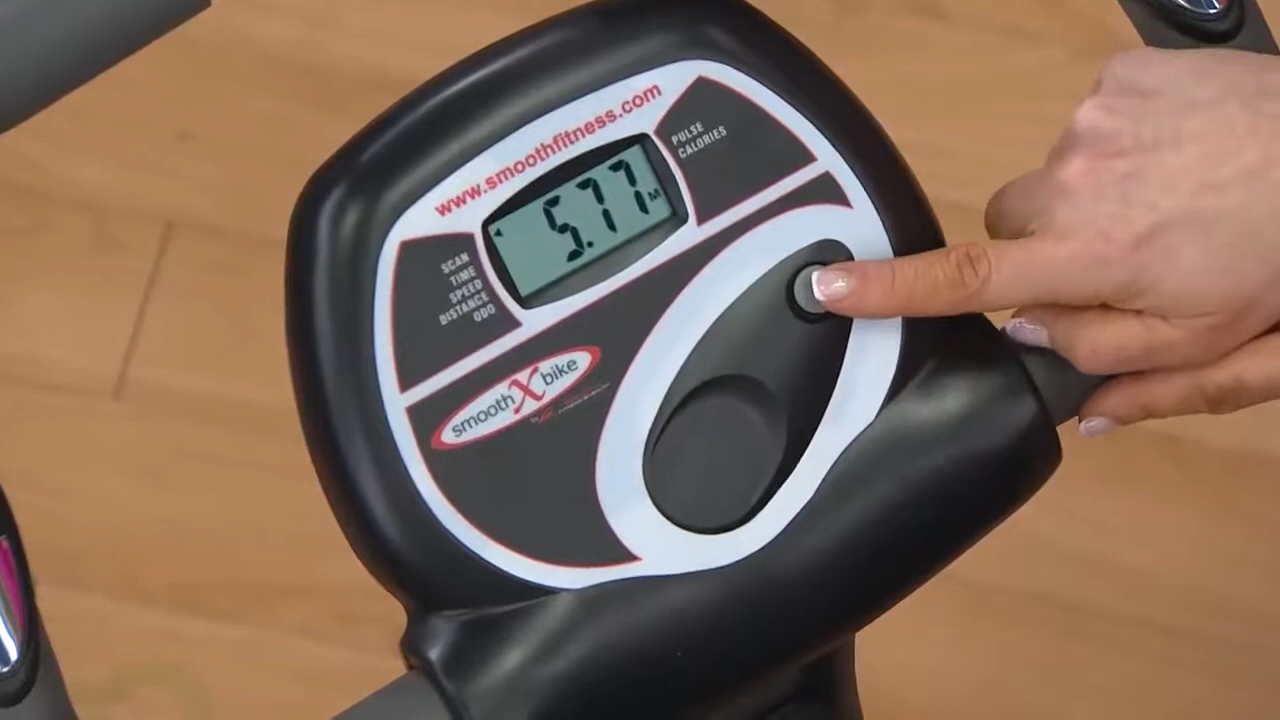 www.smoothfitness.com
PULSE
CALORIES
5.77 M
SCAN
TIME
SPEED
DISTANCE
ODO
smooth X bike